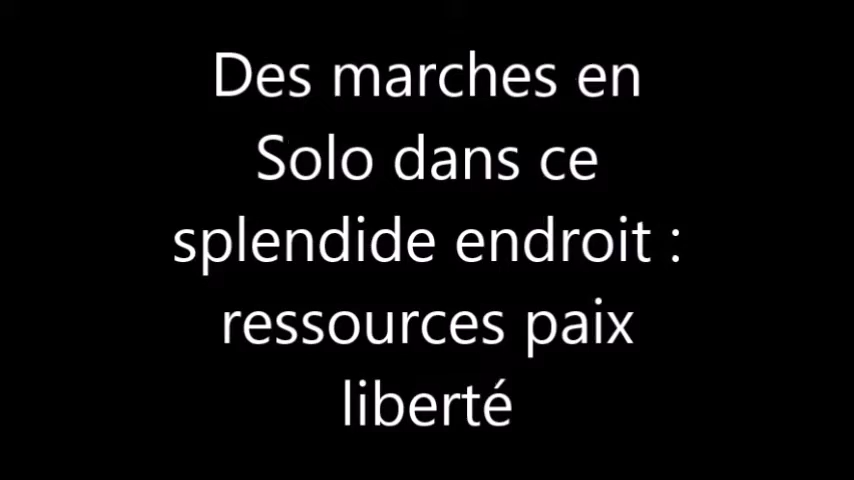 Des marches en
Solo dans ce
splendide endroit :
ressources paix
liberté